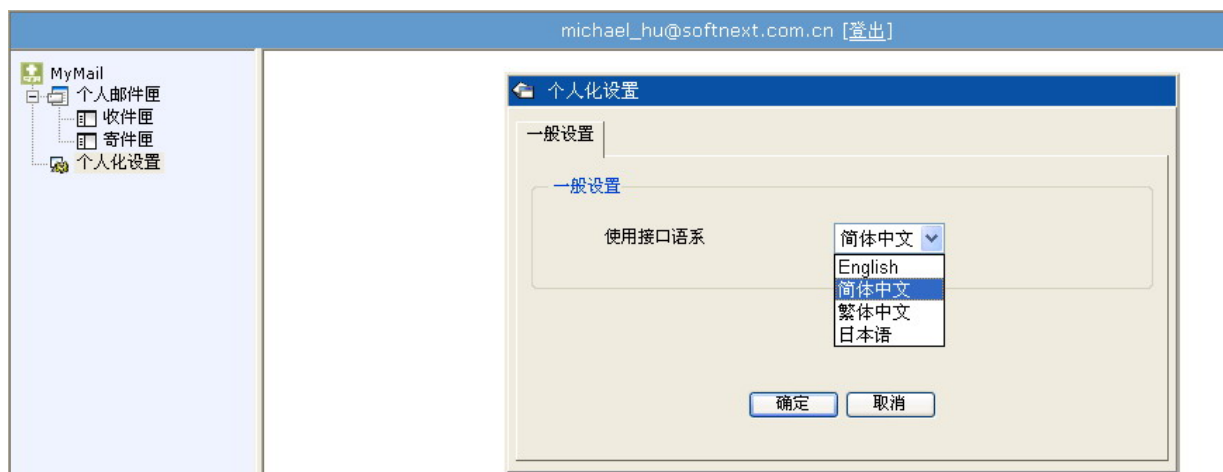 michael_hu@softnext.com.cn [登出]
MyMail
个人邮件匣
收件匣
寄件匣
个人化设置
个人化设置
一般设置
一般设置
使用接口语系
简体中文
English
简体中文
繁体中文
日本语
确定
取消